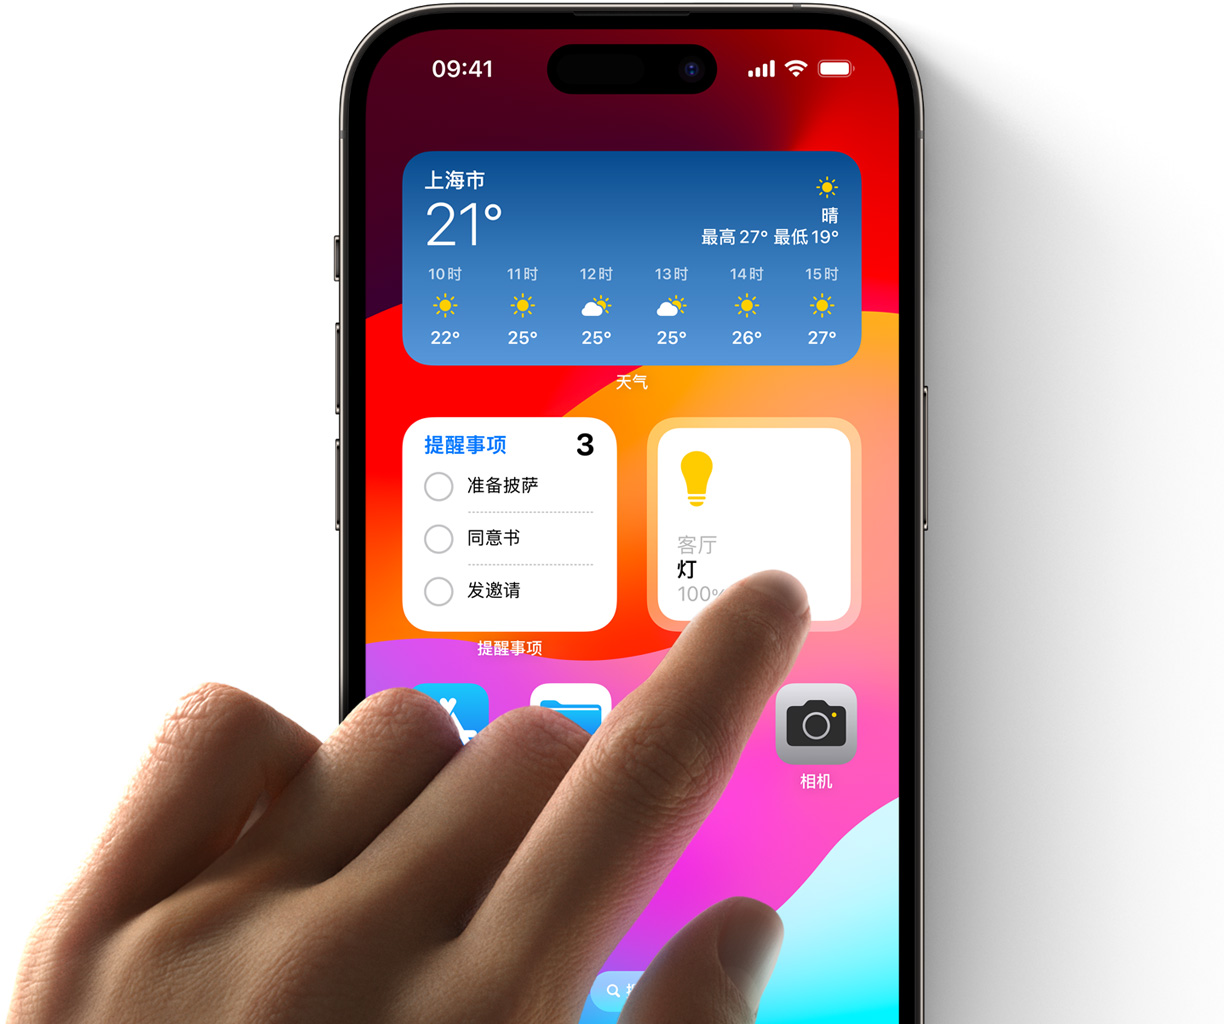 09:41
上海市
21°
晴
最高 27° 最低 19°
10时 11时 12时 13时 14时 15时
22° 25° 25° 25° 26° 27°
天气
提醒事项 3
准备披萨
同意书
发邀请
提醒事项
客厅
灯
100%
相机